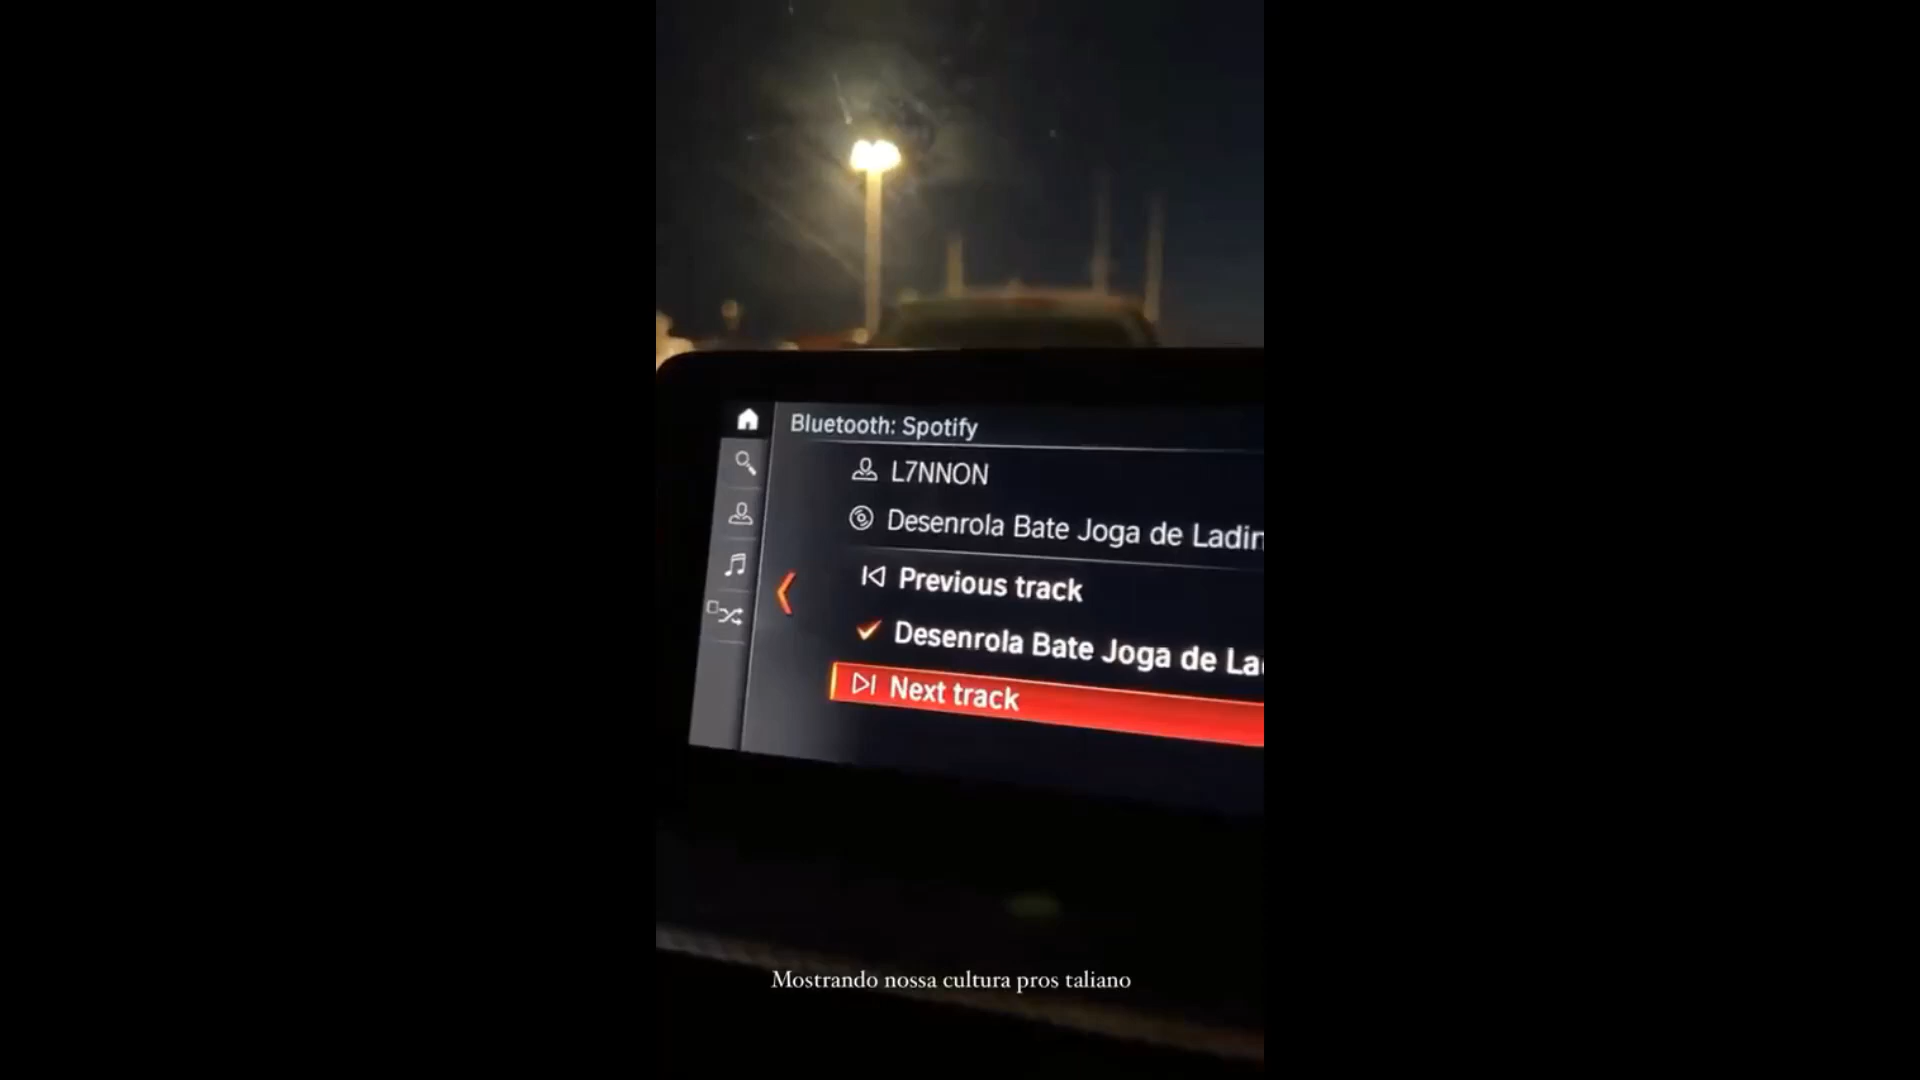 Bluetooth: Spotify
L7NNON
Desenrola Bate Joga de Ladin
Previous track
Desenrola Bate Joga de La
Next track
Mostrando nossa cultura pros taliano